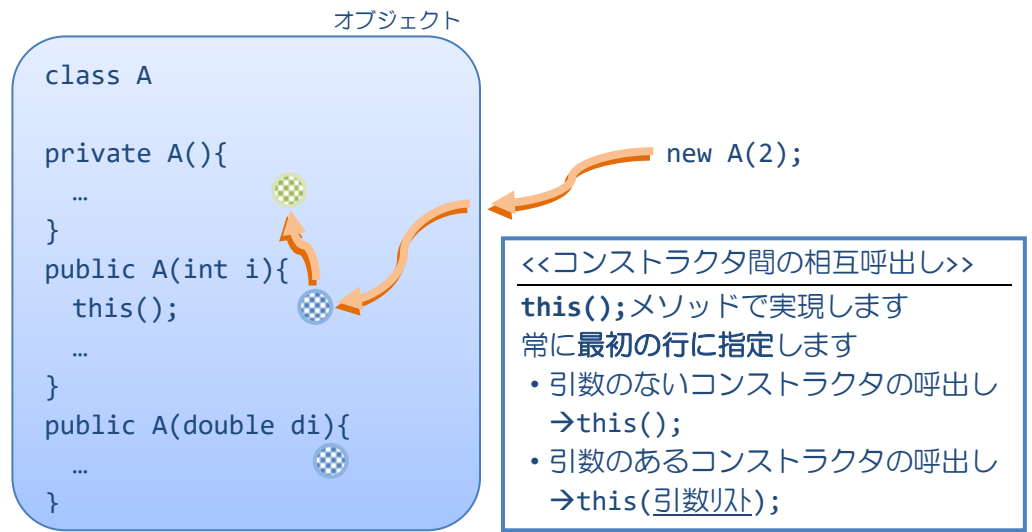 オブジェクト
class A
private A(){
…
}
public A(int i){
this();
…
}
public A(double di){
…
}
new A(2);
<<コンストラクタ間の相互呼出し>>
this();メソッドで実現します
常に最初の行に指定します
・引数のないコンストラクタの呼出し
→this();
・引数のあるコンストラクタの呼出し
→this(引数リスト);